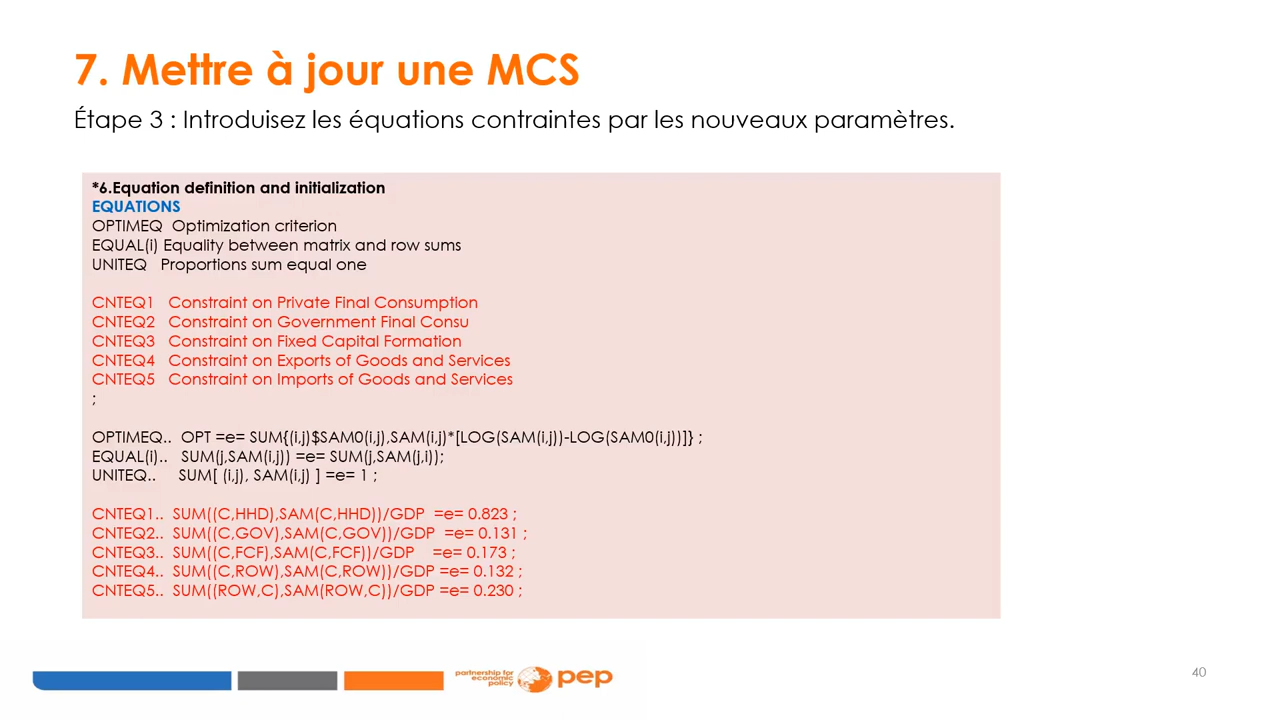 7. Mettre à jour une MCS
Étape 3 : Introduisez les équations contraintes par les nouveaux paramètres.
*6.Equation definition and initialization
EQUATIONS
OPTIMEQ Optimization criterion
EQUAL(i) Equality between matrix and row sums
UNITEQ Proportions sum equal one
CNTEQ1 Constraint on Private Final Consumption
CNTEQ2 Constraint on Government Final Consu
CNTEQ3 Constraint on Fixed Capital Formation
CNTEQ4 Constraint on Exports of Goods and Services
CNTEQ5 Constraint on Imports of Goods and Services
;
OPTIMEQ.. OPT =e= SUM{(i,j)$SAM0(i,j),SAM(i,j)*[LOG(SAM(i,j))-LOG(SAM0(i,j))]} ;
EQUAL(i).. SUM(j,SAM(i,j)) =e= SUM(j,SAM(j,i));
UNITEQ.. SUM[ (i,j), SAM(i,j) ] =e= 1 ;
CNTEQ1.. SUM((C,HHD),SAM(C,HHD))/GDP =e= 0.823 ;
CNTEQ2.. SUM((C,GOV),SAM(C,GOV))/GDP =e= 0.131 ;
CNTEQ3.. SUM((C,FCF),SAM(C,FCF))/GDP =e= 0.173 ;
CNTEQ4.. SUM((C,ROW),SAM(C,ROW))/GDP =e= 0.132 ;
CNTEQ5.. SUM((ROW,C),SAM(ROW,C))/GDP =e= 0.230 ;
partnership for
economic
policy
pep
40